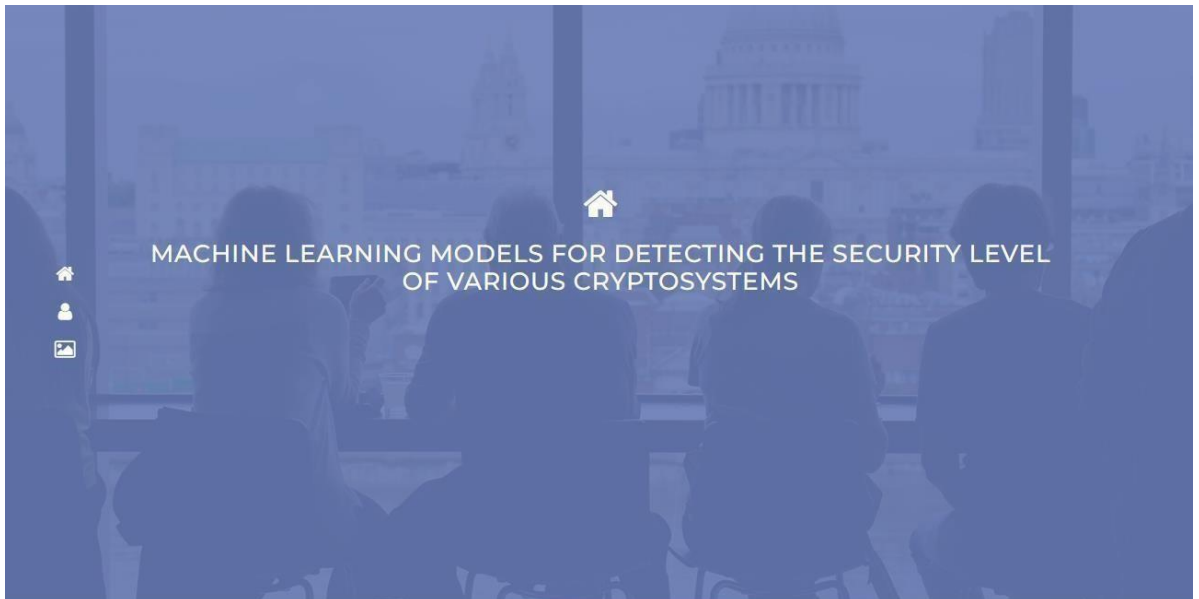 MACHINE LEARNING MODELS FOR DETECTING THE SECURITY LEVEL
OF VARIOUS CRYPTOSYSTEMS